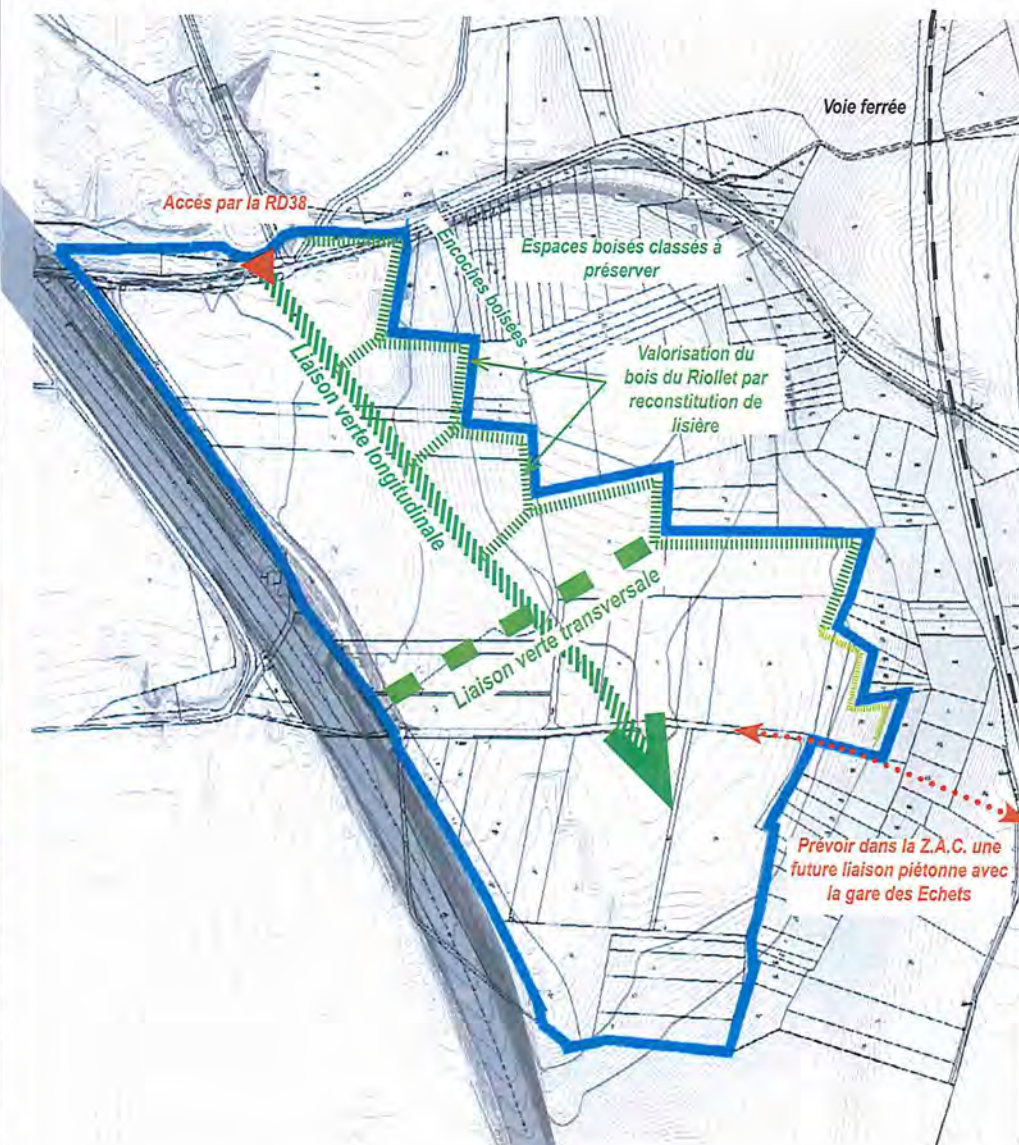 Voie ferrée
Accés par la RD38
Encoches boisées
Espaces boisés classés à
préserver
Liaison verte longitudinale
Valorisation du
bois du Riollet par
reconstitution de
lisière
Liaison verte transversale
Prévoir dans la Z.A.C. une
future liaison piétonne avec
la gare des Echets